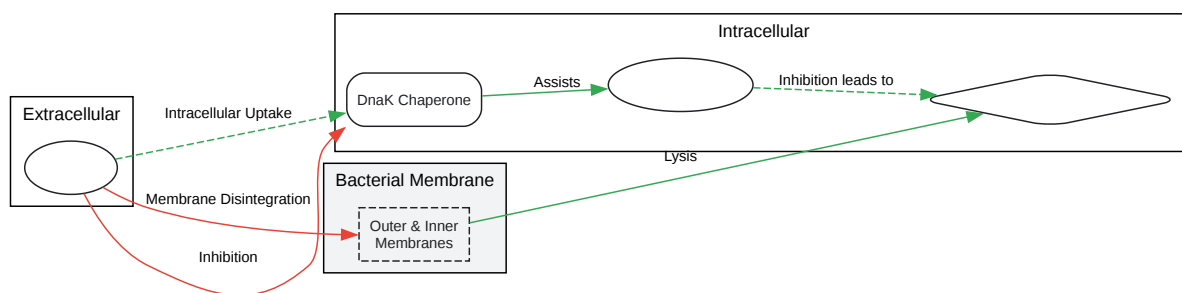 Intracellular
Extracellular
Intracellular Uptake
DnaK Chaperone
Assists
Inhibition leads to
Lysis
Bacterial Membrane
Membrane Disintegration
Outer & Inner
Membranes
Inhibition